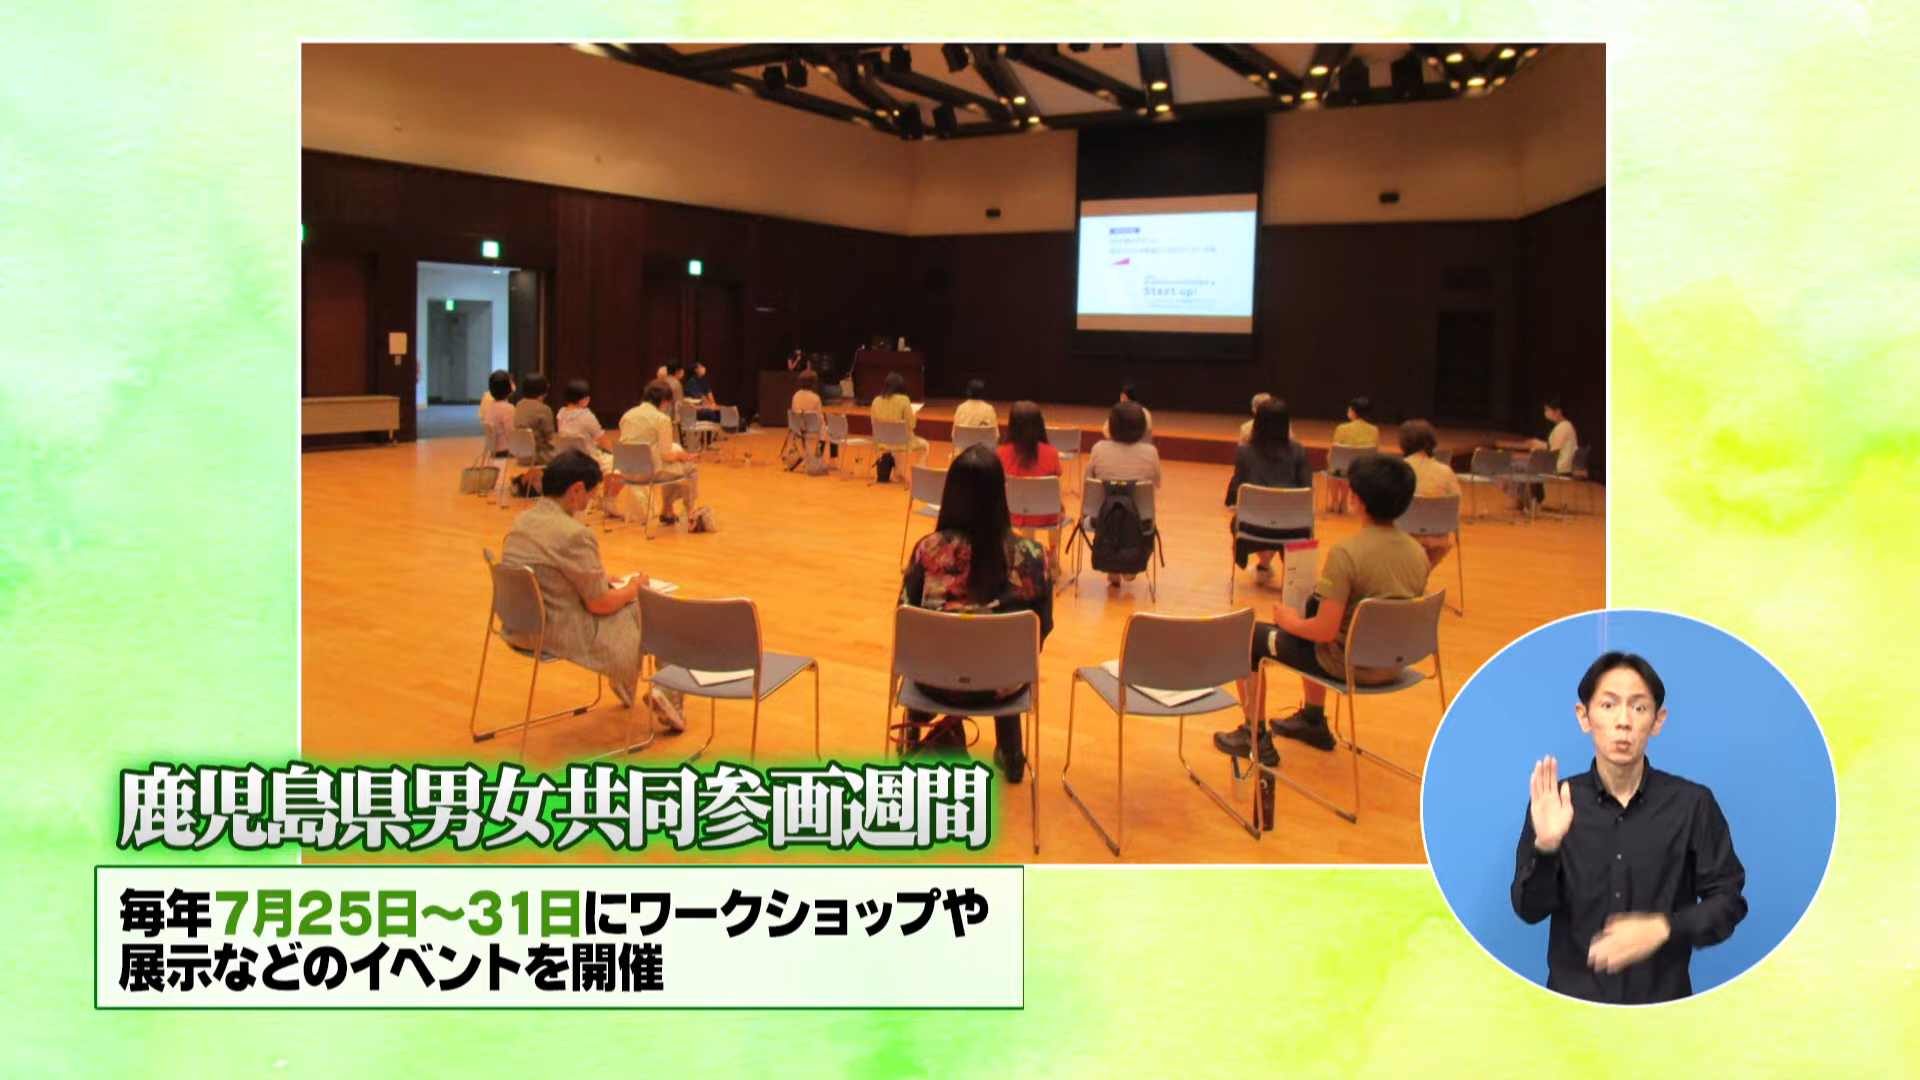 Start up!
鹿児島県男女共同参画週間
毎年7月25日～31日にワークショップや
展示などのイベントを開催